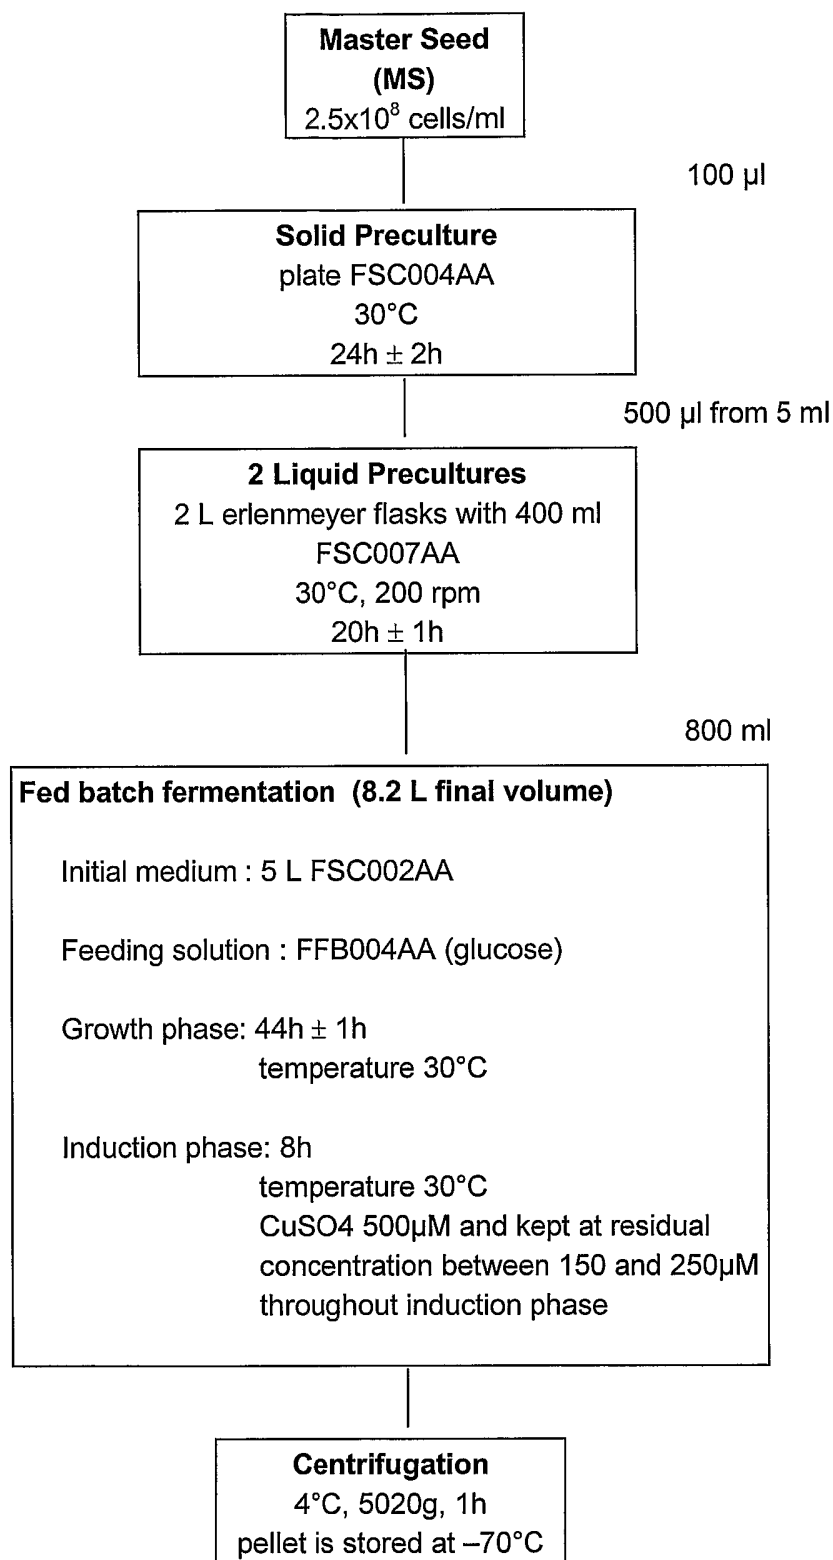 Master Seed
(MS)
2.5x10⁸ cells/ml
100 µl
Solid Preculture
plate FSC004AA
30°C
24h ± 2h
500 µl from 5 ml
2 Liquid Precultures
2 L erlenmeyer flasks with 400 ml
FSC007AA
30°C, 200 rpm
20h ± 1h
800 ml
Fed batch fermentation (8.2 L final volume)
Initial medium : 5 L FSC002AA
Feeding solution : FFB004AA (glucose)
Growth phase: 44h ± 1h
temperature 30°C
Induction phase: 8h
temperature 30°C
CuSO4 500µM and kept at residual
concentration between 150 and 250µM
throughout induction phase
Centrifugation
4°C, 5020g, 1h
pellet is stored at –70°C